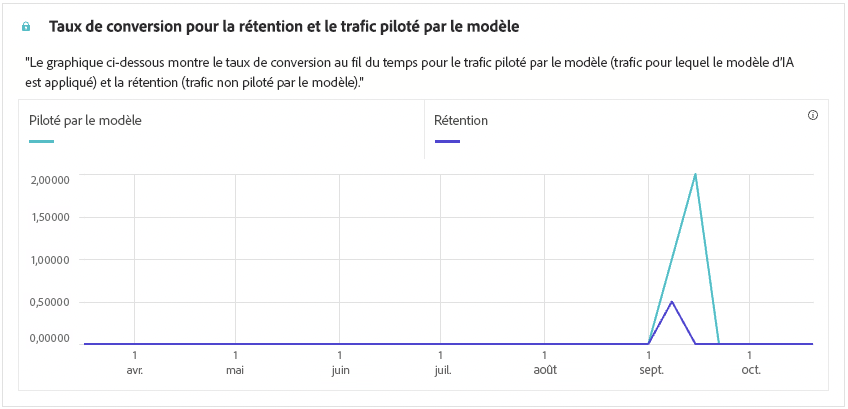 Taux de conversion pour la rétention et le trafic piloté par le modèle
"Le graphique ci-dessous montre le taux de conversion au fil du temps pour le trafic piloté par le modèle (trafic pour lequel le modèle d'IA
est appliqué) et la rétention (trafic non piloté par le modèle)."
Piloté par le modèle
Rétention
2,00000
1,50000
1,00000
0,50000
0,00000
1 1 1 1 1 1 1
avr. mai juin juil. août sept. oct.